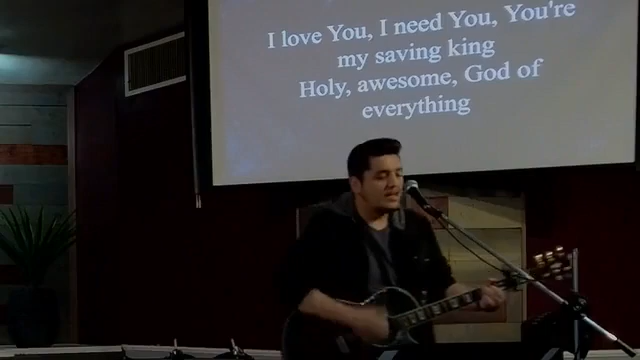 I love You, I need You, You're
my saving king
Holy, awesome, God of
everything